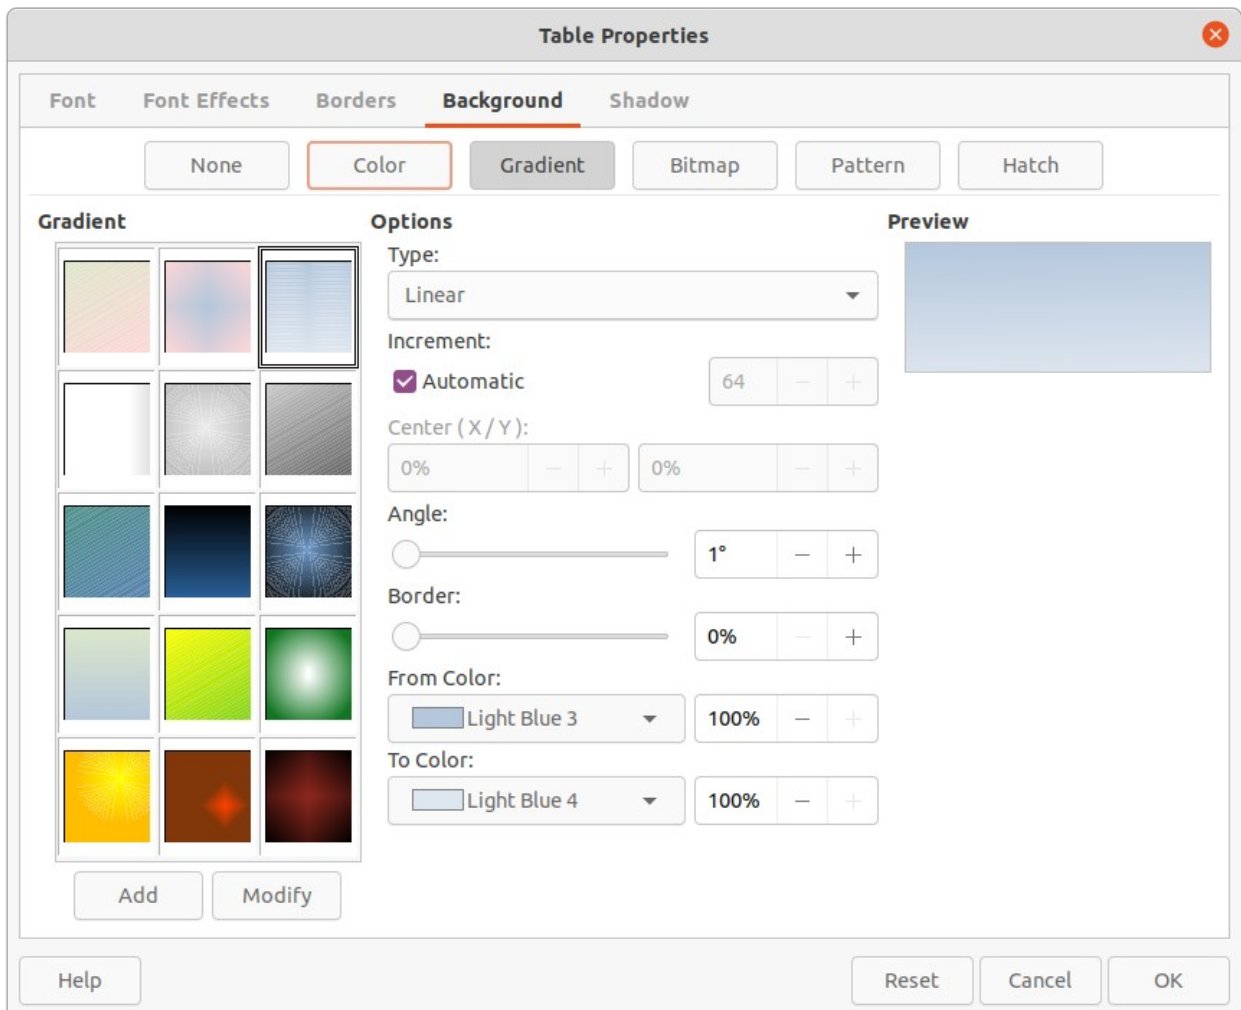 Table Properties
Font Font Effects Borders Background Shadow
None Color Gradient Bitmap Pattern Hatch
Gradient Options Preview
Type:
Linear
Increment:
Automatic 64 − +
Center ( X / Y ):
0% − + 0% − +
Angle:
1° − +
Border:
0% − +
From Color:
Light Blue 3 100% − +
To Color:
Light Blue 4 100% − +
Add Modify
Help Reset Cancel OK